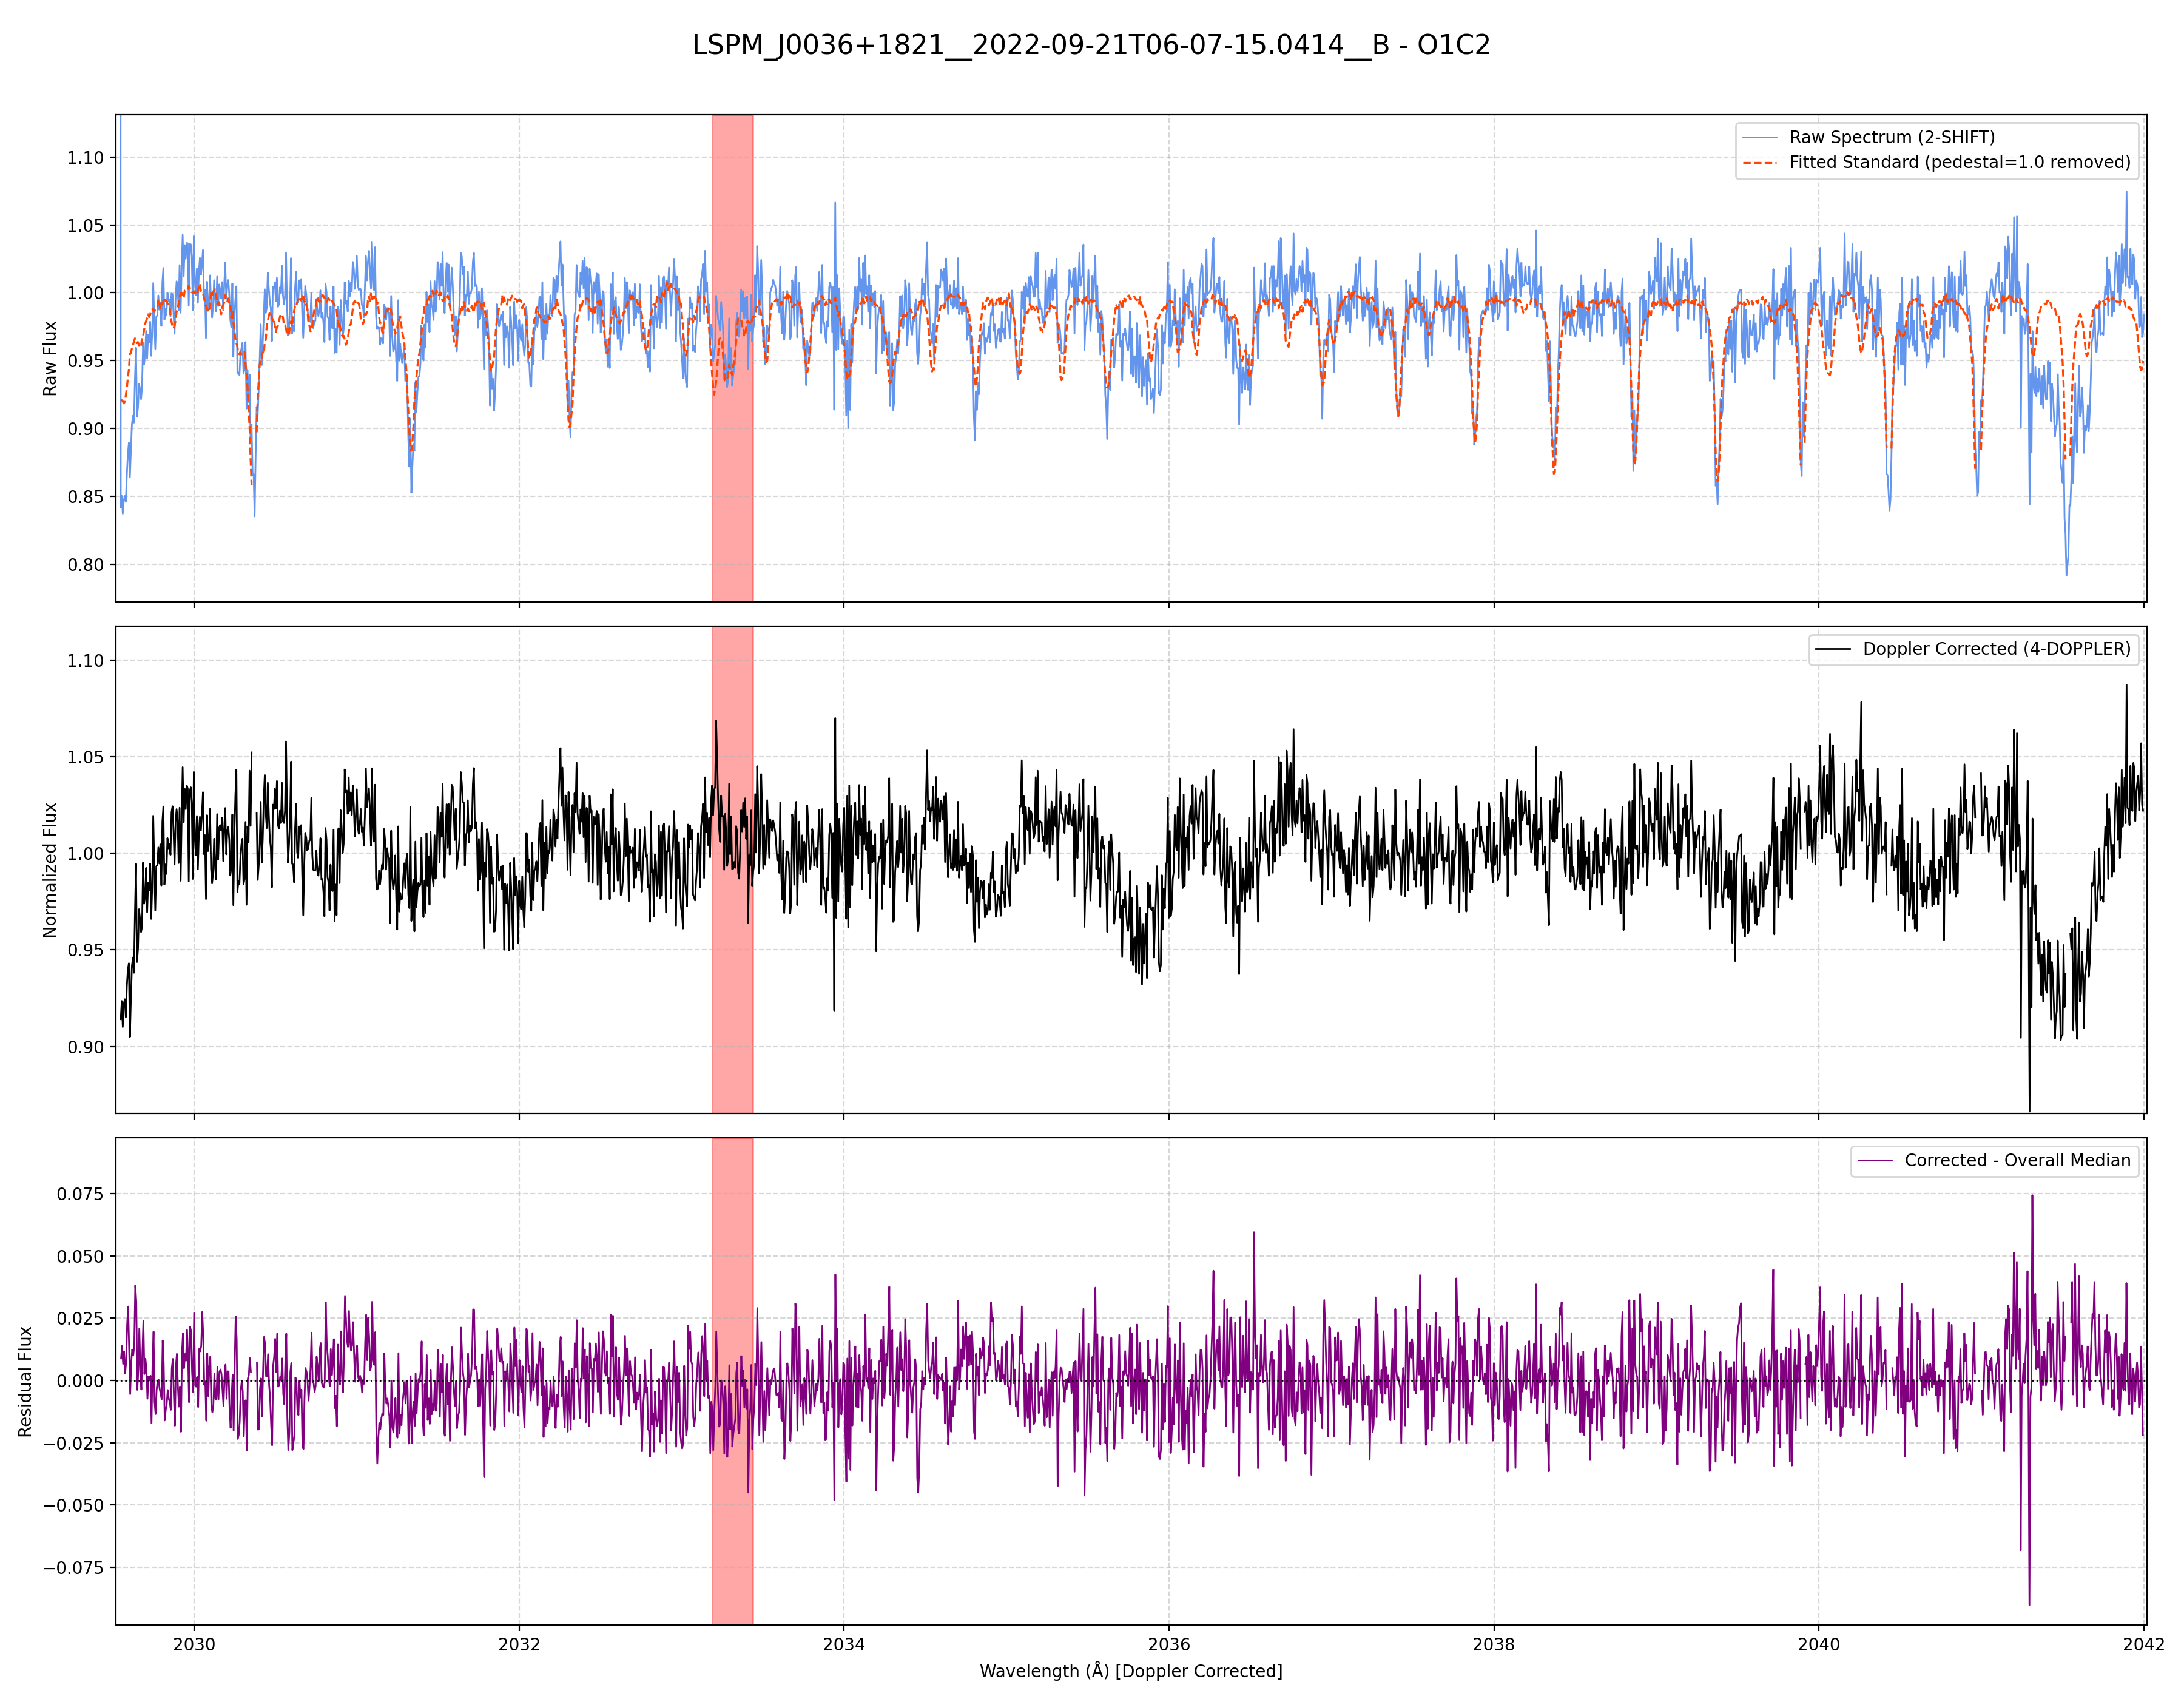 LSPM_J0036+1821__2022-09-21T06-07-15.0414__B - O1C2
Raw Flux
1.10
1.05
1.00
0.95
0.90
0.85
0.80
Raw Spectrum (2-SHIFT)
Fitted Standard (pedestal=1.0 removed)
Normalized Flux
1.10
1.05
1.00
0.95
0.90
Doppler Corrected (4-DOPPLER)
Residual Flux
0.075
0.050
0.025
0.000
−0.025
−0.050
−0.075
Corrected - Overall Median
2030 2032 2034 2036 2038 2040 2042
Wavelength (Å) [Doppler Corrected]